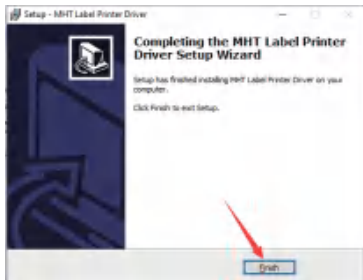 Setup - MHT Label Printer Driver
Completing the MHT Label Printer
Driver Setup Wizard
Setup has finished installing MHT Label Printer Driver on your
computer.
Click Finish to exit Setup.
Finish